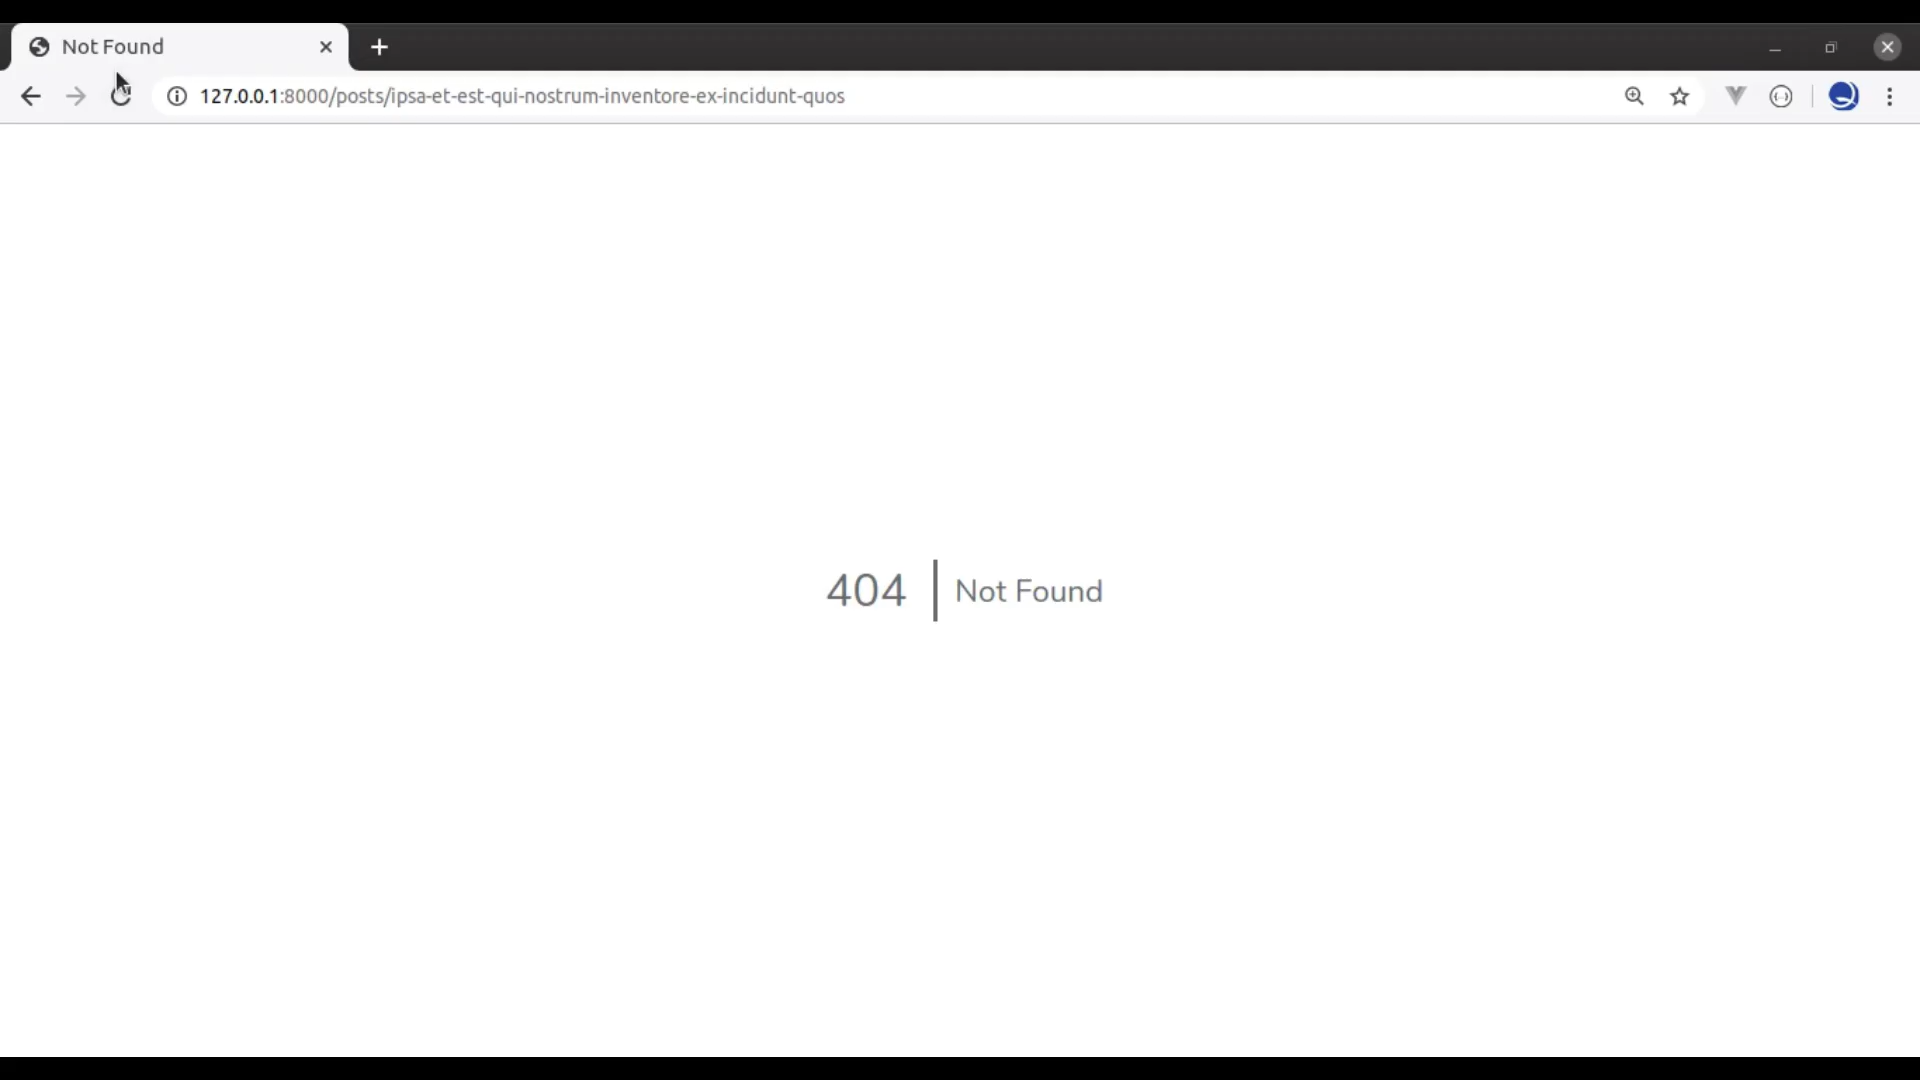 Not Found
127.0.0.1:8000/posts/ipsa-et-est-qui-nostrum-inventore-ex-incidunt-quos
404 Not Found